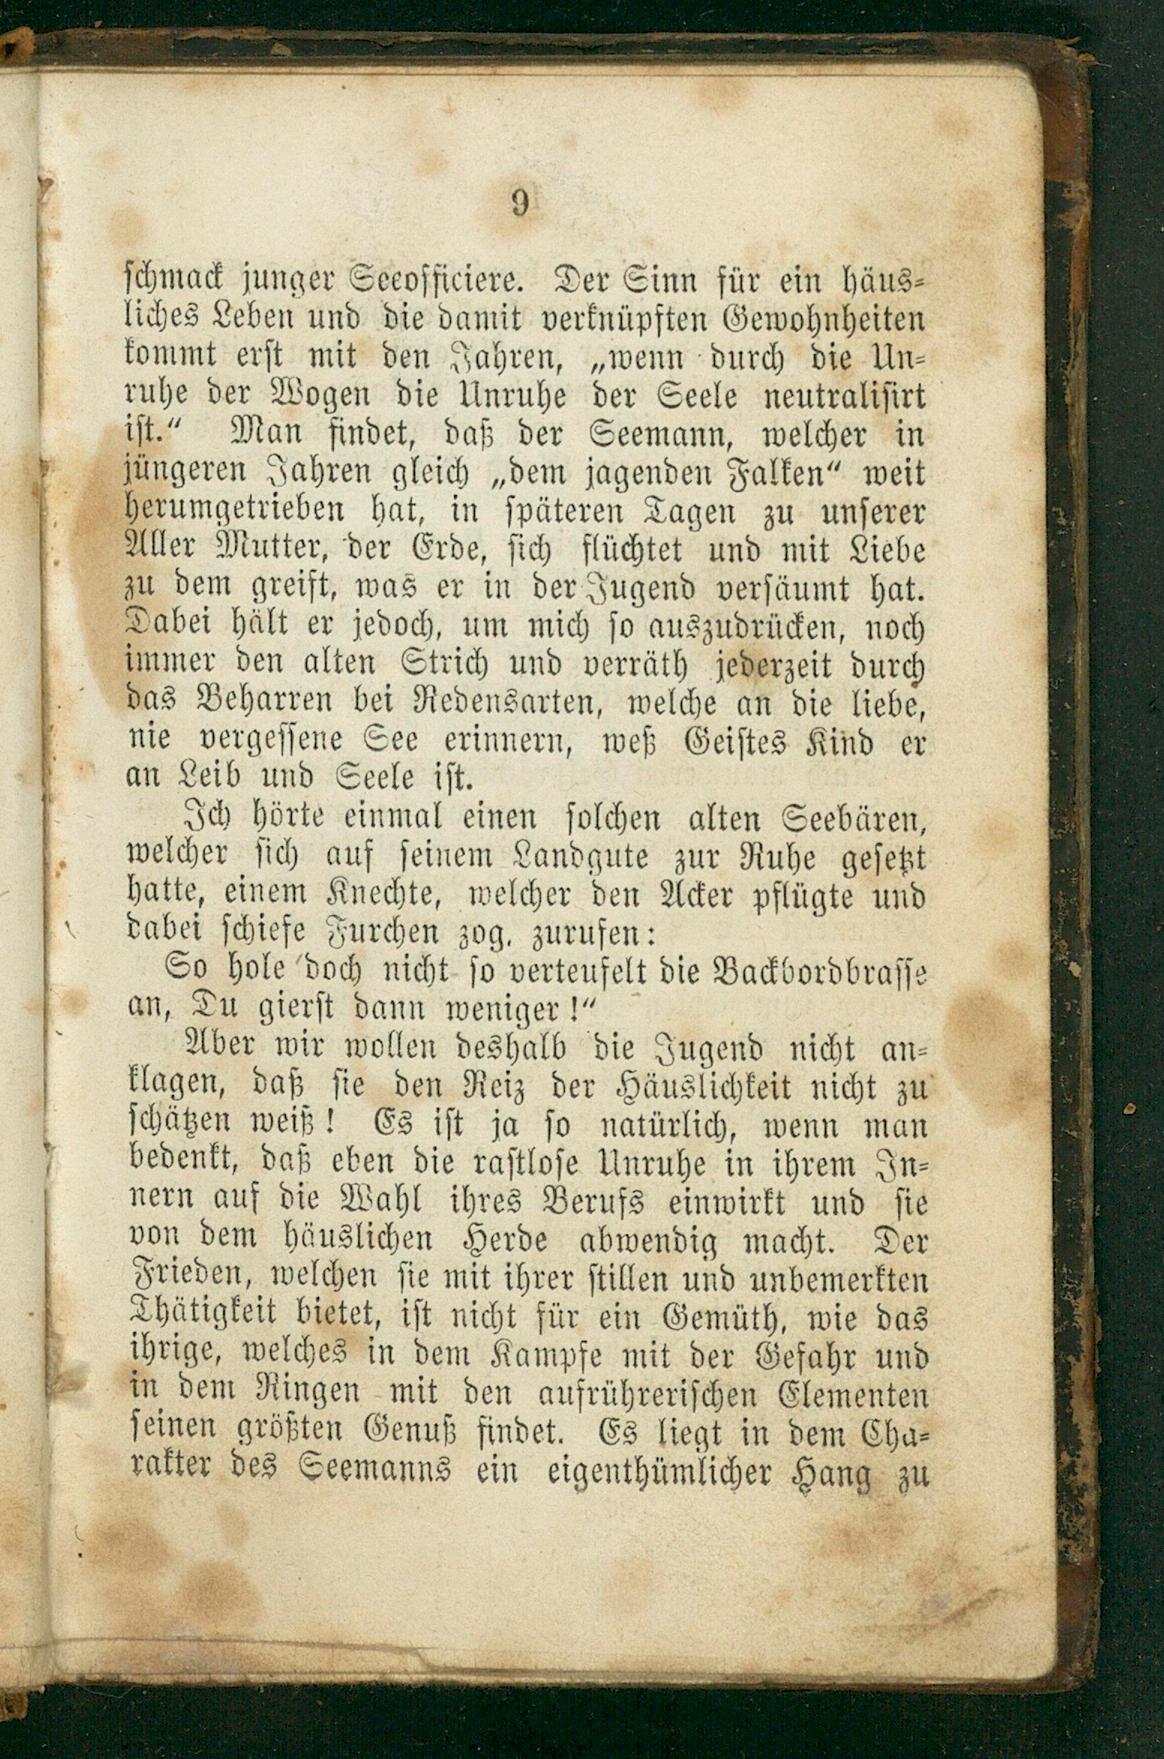 9
schmack junger Seeofficiere. Der Sinn für ein häus-
liches Leben und die damit verknüpften Gewohnheiten
kommt erst mit den Jahren, „wenn durch die Un-
ruhe der Wogen die Unruhe der Seele neutralisirt
ist.“ Man findet, daß der Seemann, welcher in
jüngeren Jahren gleich „dem jagenden Falken“ weit
herumgetrieben hat, in späteren Tagen zu unserer
Aller Mutter, der Erde, sich flüchtet und mit Liebe
zu dem greift, was er in der Jugend versäumt hat.
Dabei hält er jedoch, um mich so auszudrücken, noch
immer den alten Strich und verräth jederzeit durch
das Beharren bei Redensarten, welche an die liebe,
nie vergessene See erinnern, weß Geistes Kind er
an Leib und Seele ist.
Ich hörte einmal einen solchen alten Seebären,
welcher sich auf seinem Landgute zur Ruhe gesetzt
hatte, einem Knechte, welcher den Acker pflügte und
dabei schiefe Furchen zog, zurufen:
So hole doch nicht so verteufelt die Backbordbrasse
an, Du gierst dann weniger!“
Aber wir wollen deshalb die Jugend nicht an-
klagen, daß sie den Reiz der Häuslichkeit nicht zu
schätzen weiß! Es ist ja so natürlich, wenn man
bedenkt, daß eben die rastlose Unruhe in ihrem In-
nern auf die Wahl ihres Berufs einwirkt und sie
von dem häuslichen Herde abwendig macht. Der
Frieden, welchen sie mit ihrer stillen und unbemerkten
Thätigkeit bietet, ist nicht für ein Gemüth, wie das
ihrige, welches in dem Kampfe mit der Gefahr und
in dem Ringen mit den aufrührerischen Elementen
seinen größten Genuß findet. Es liegt in dem Cha-
rakter des Seemanns ein eigenthümlicher Hang zu